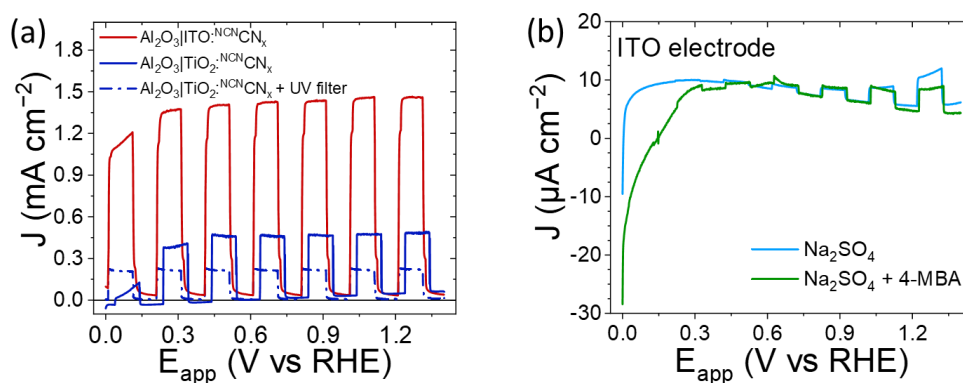 (a)
J (mA cm⁻²)
1.8
1.5
1.2
0.9
0.6
0.3
0.0
Al₂O₃|ITO:ᴺᶜᴺCNₓ
Al₂O₃|TiO₂:ᴺᶜᴺCNₓ
Al₂O₃|TiO₂:ᴺᶜᴺCNₓ + UV filter
0.0 0.3 0.6 0.9 1.2
E_app (V vs RHE)
(b)
J (µA cm⁻²)
20
10
0
-10
-20
-30
ITO electrode
Na₂SO₄
Na₂SO₄ + 4-MBA
0.0 0.3 0.6 0.9 1.2
E_app (V vs RHE)